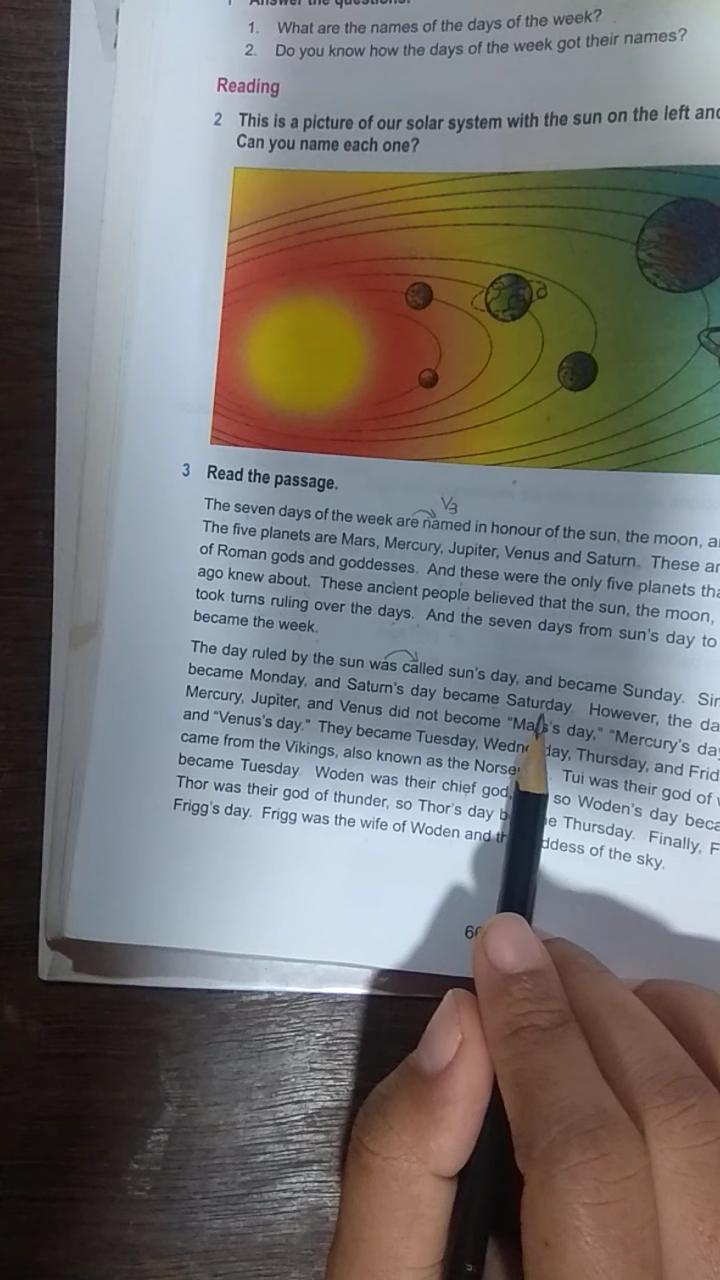 Answer the questions.
1. What are the names of the days of the week?
2. Do you know how the days of the week got their names?
Reading
2 This is a picture of our solar system with the sun on the left and
Can you name each one?
3 Read the passage.
V3
The seven days of the week are named in honour of the sun, the moon,
The five planets are Mars, Mercury, Jupiter, Venus and Saturn. These
of Roman gods and goddesses. And these were the only five planets
ago knew about. These ancient people believed that the sun, the moon,
took turns ruling over the days. And the seven days from sun's day to
became the week.
The day ruled by the sun was called sun's day, and became Sunday.
became Monday, and Saturn's day became Saturday. However, the
Mercury, Jupiter, and Venus did not become "Mars's day," "Mercury's
and "Venus's day." They became Tuesday, Wednesday, Thursday, and
came from the Vikings, also known as the Tui was their god of
became Tuesday. Woden was their chief god, so Woden's day
Thor was their god of thunder, so Thor's day Thursday. Finally,
Frigg's day. Frigg was the wife of Woden and of the sky.